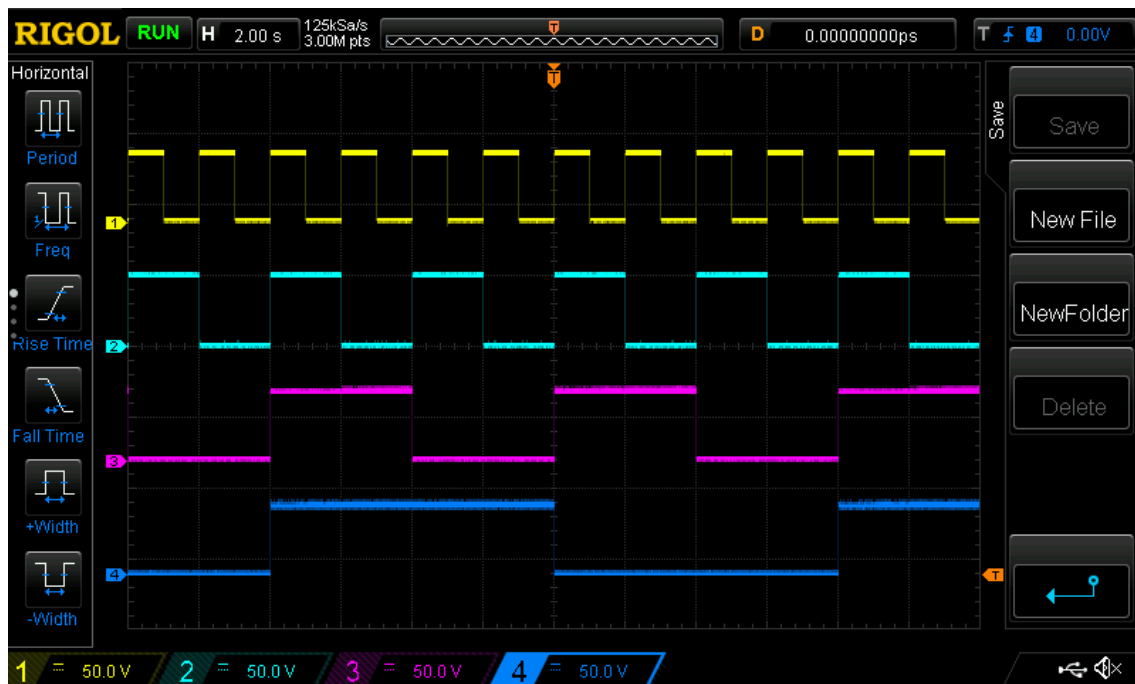 RIGOL RUN H 2.00 s 125kSa/s 3.00M pts T D 0.00000000ps T 4 0.00V
Horizontal
T
Save
Save
Period
New File
1
Freq
NewFolder
Rise Time
2
Delete
Fall Time
3
+Width
4
T
-Width
1 50.0 V 2 50.0 V 3 50.0 V 4 50.0 V